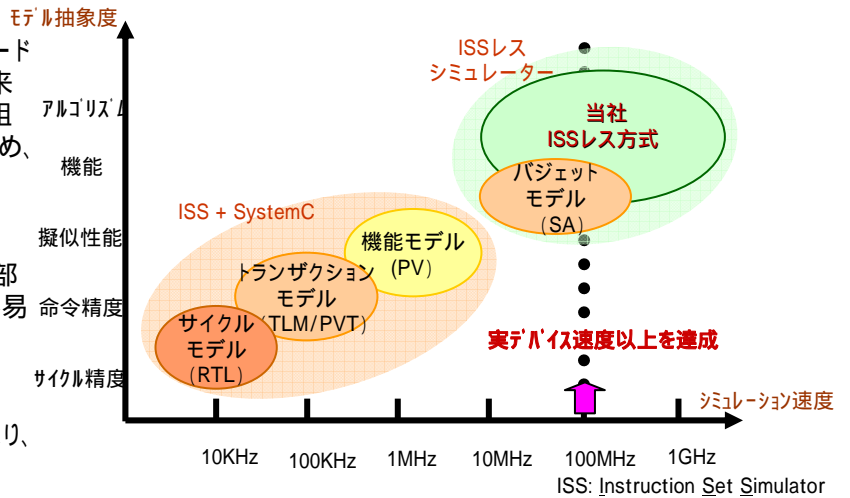 モデル抽象度
ード
来
組
め、
部
易
り、
アルゴリズム
機能
擬似性能
命令精度
サイクル精度
ISSレス
シミュレーター
当社
ISSレス方式
バジェット
モデル
(SA)
ISS + SystemC
機能モデル
(PV)
トランザクション
モデル
(TLM/PVT)
サイクル
モデル
(RTL)
実デバイス速度以上を達成
シミュレーション速度
10KHz 100KHz 1MHz 10MHz 100MHz 1GHz
ISS: Instruction Set Simulator